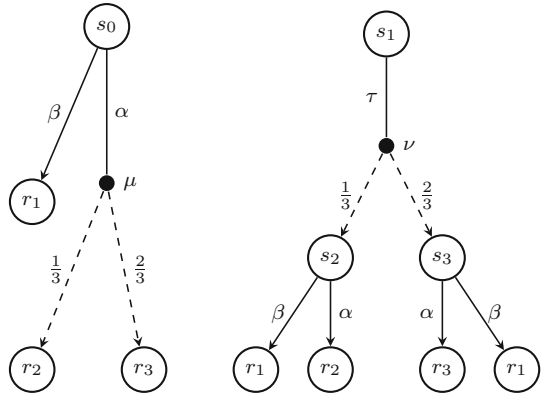 s₀ s₁
β α τ
μ ν
r₁
1/3 2/3
1/3 2/3
s₂ s₃
β α α β
r₂ r₃ r₁ r₂ r₃ r₁